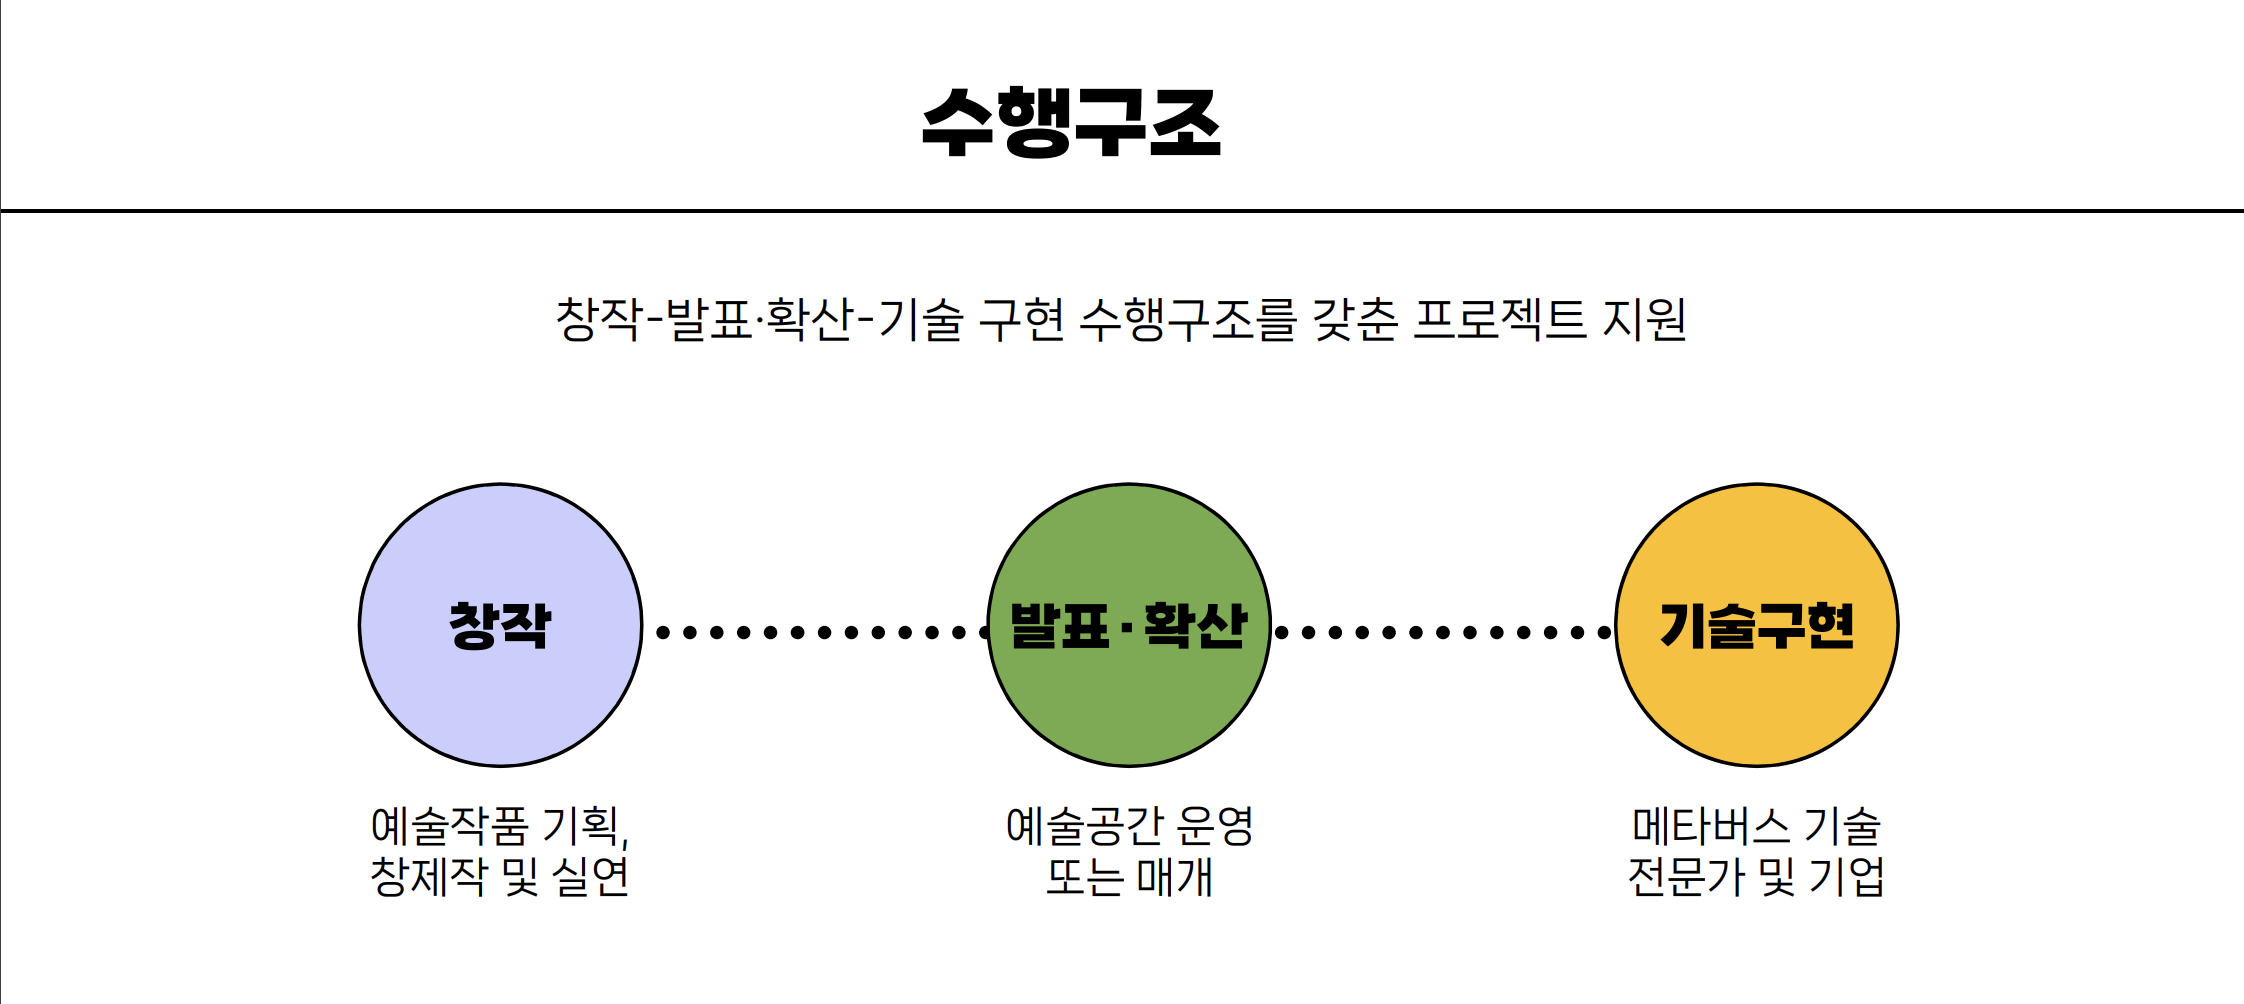 수행구조
창작-발표·확산-기술 구현 수행구조를 갖춘 프로젝트 지원
창작
발표·확산
기술구현
예술작품 기획,
창제작 및 실연
예술공간 운영
또는 매개
메타버스 기술
전문가 및 기업